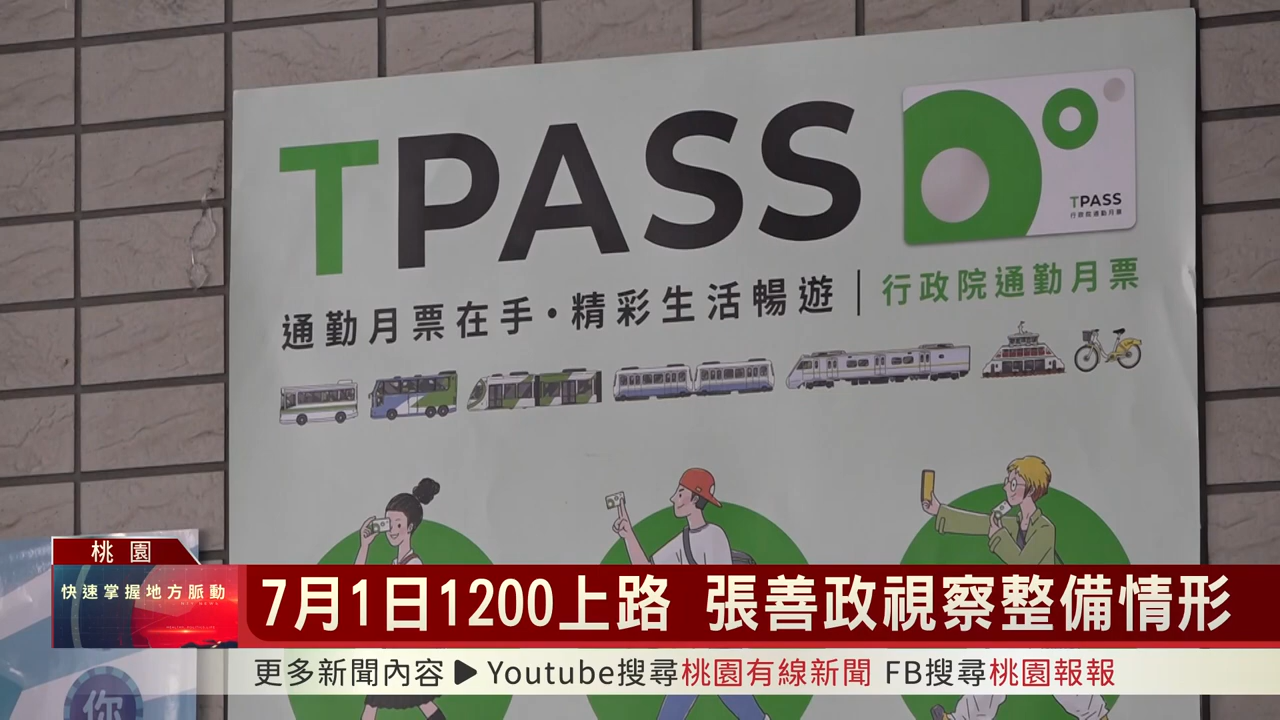 TPASS
TPASS
行政院通勤月票
通勤月票在手•精彩生活暢遊｜行政院通勤月票
桃園
快速掌握地方脈動
7月1日1200上路 張善政視察整備情形
更多新聞內容▶Youtube搜尋桃園有線新聞 FB搜尋桃園報報
你